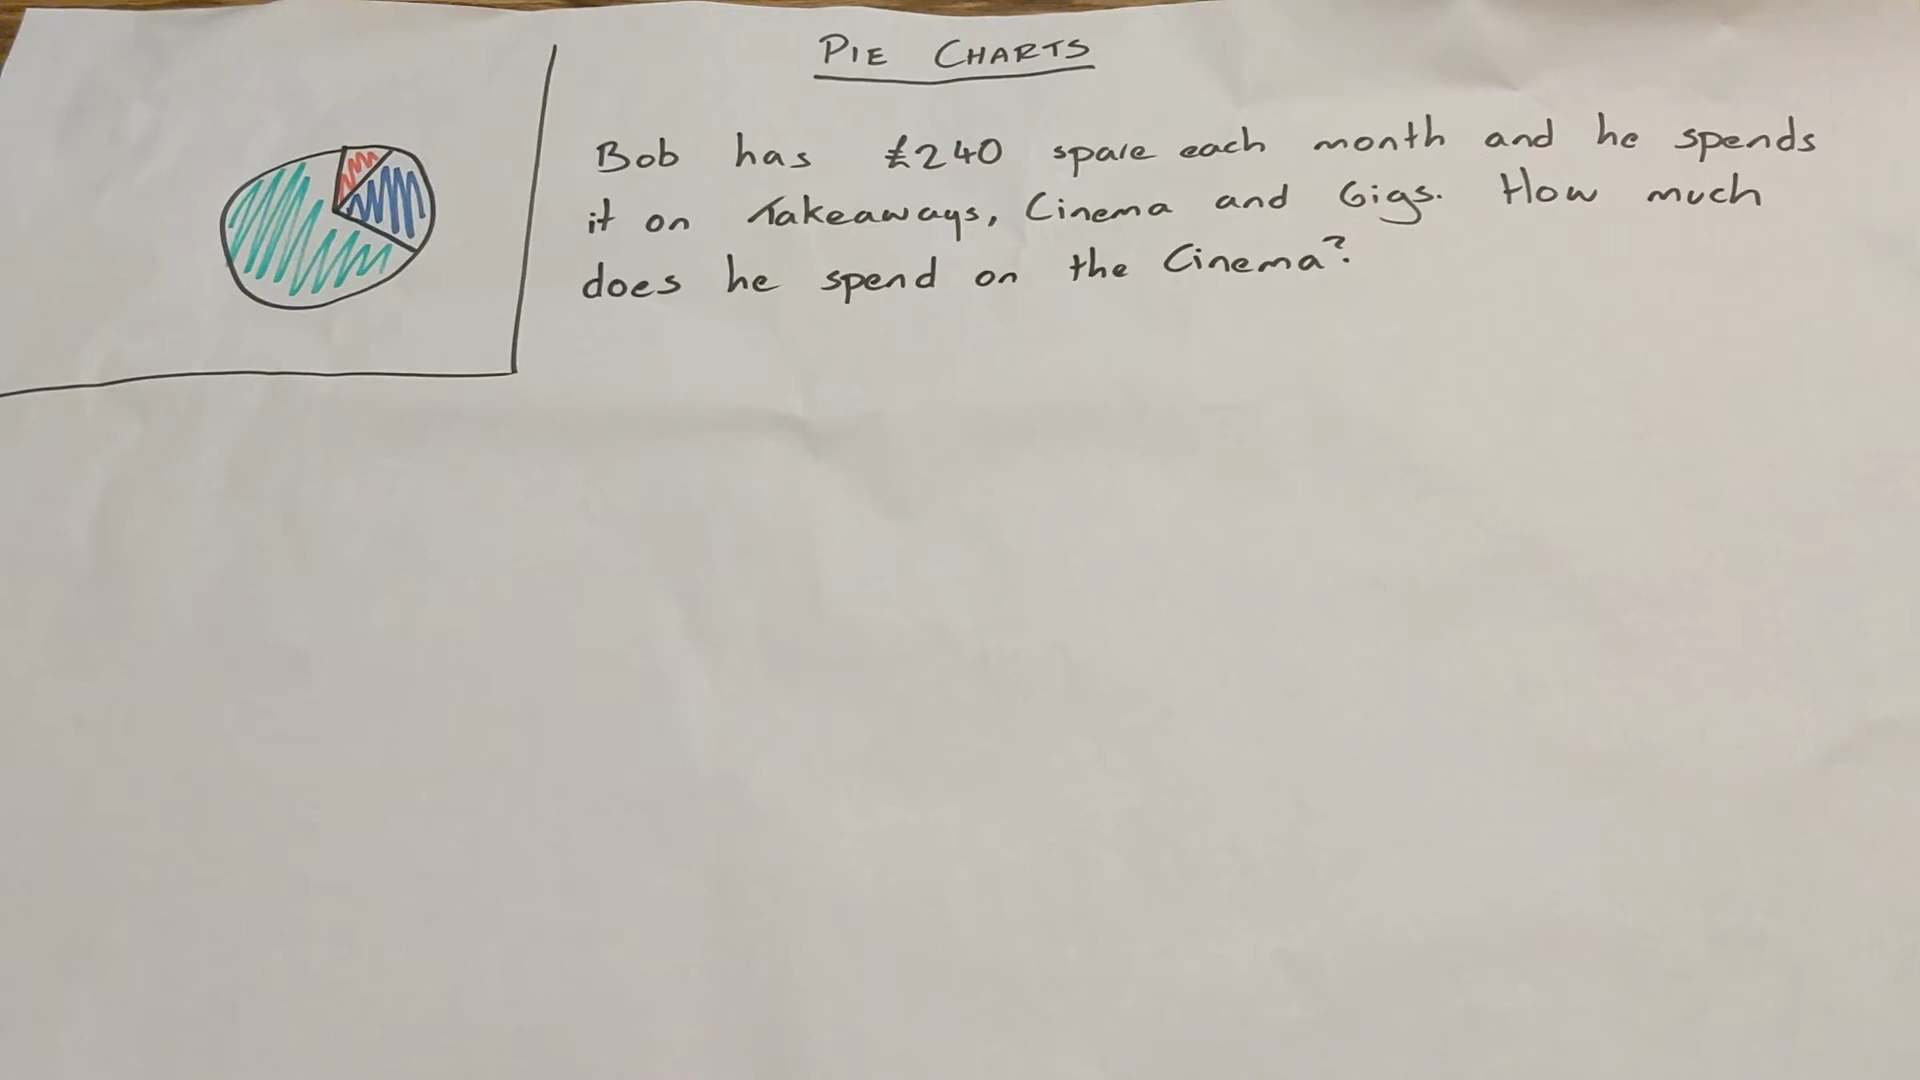 PIE CHARTS
Bob has £240 spare each month and he spends
it on Takeaways, Cinema and Gigs. How much
does he spend on the Cinema?